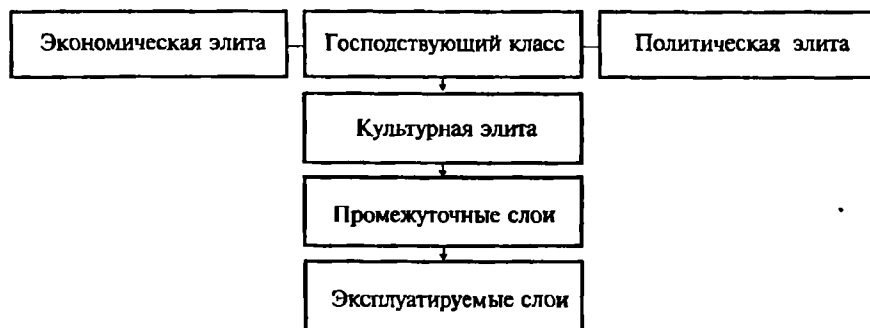 Экономическая элита
Господствующий класс
Политическая элита
Культурная элита
Промежуточные слои
Эксплуатируемые слои